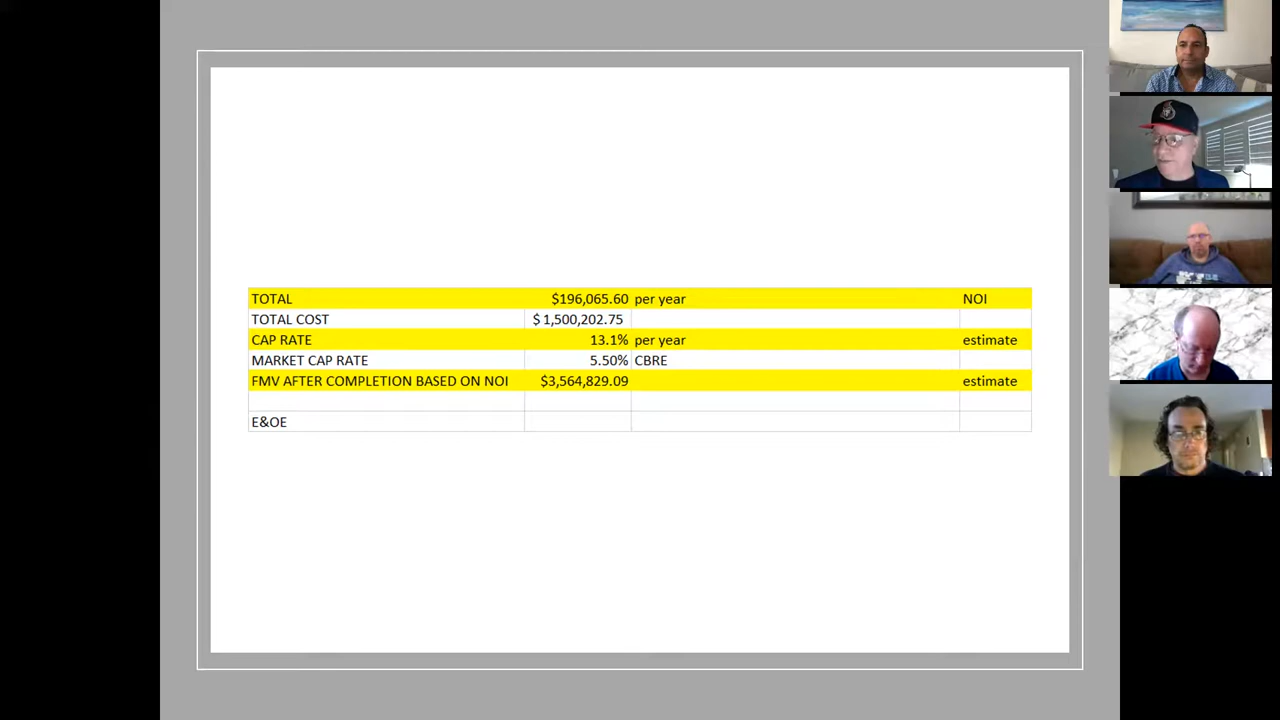 TOTAL $196,065.60 per year NOI
TOTAL COST $ 1,500,202.75
CAP RATE 13.1% per year estimate
MARKET CAP RATE 5.50% CBRE
FMV AFTER COMPLETION BASED ON NOI $3,564,829.09 estimate
E&OE